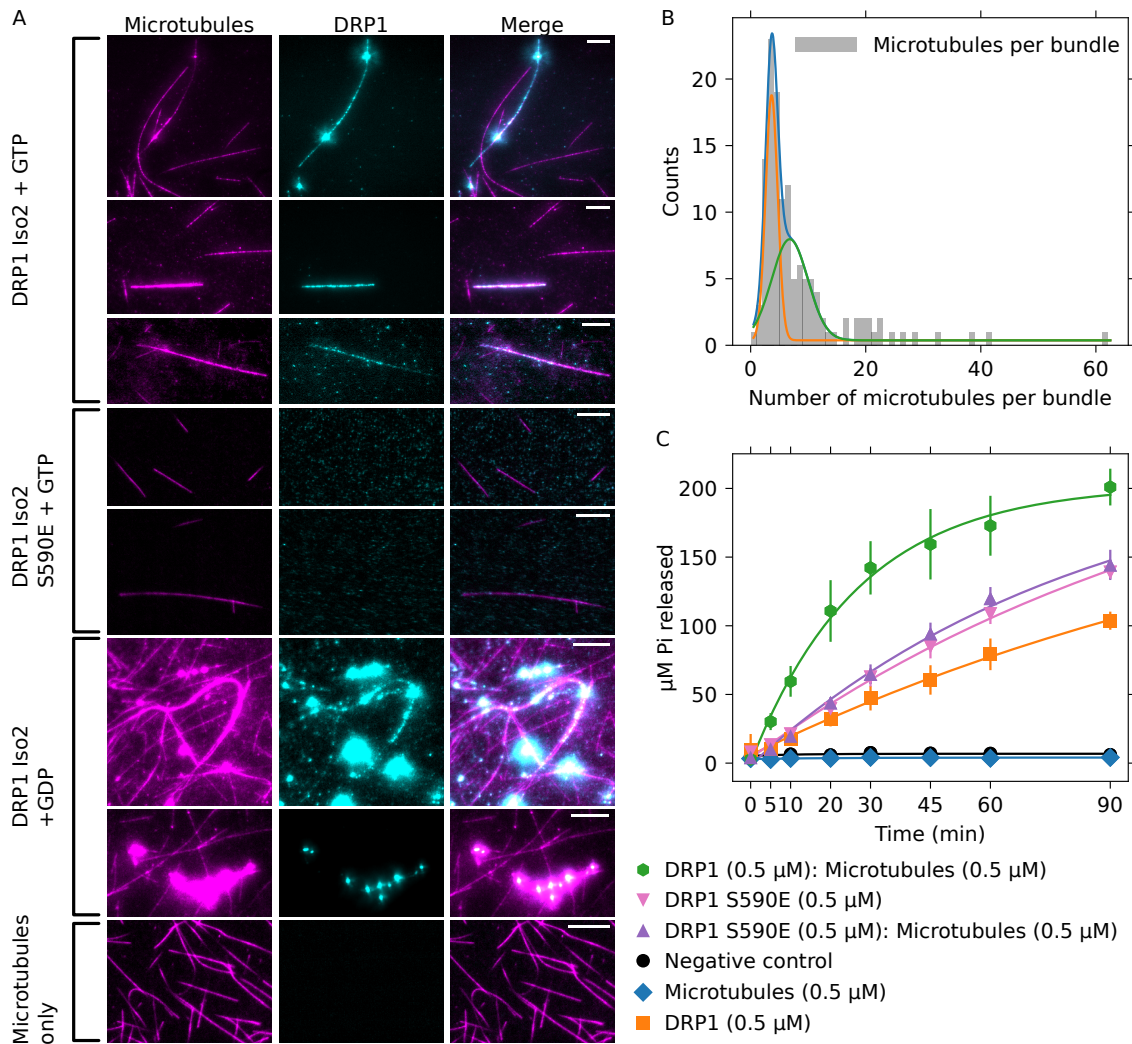 A
Microtubules
DRP1
Merge
DRP1 Iso2 + GTP
DRP1 Iso2
S590E + GTP
DRP1 Iso2
+GDP
Microtubules
only
B
Microtubules per bundle
Counts
20
15
10
5
0
0
20
40
60
Number of microtubules per bundle
C
µM Pi released
200
150
100
50
0
0
5
10
20
30
45
60
90
Time (min)
DRP1 (0.5 µM): Microtubules (0.5 µM)
DRP1 S590E (0.5 µM)
DRP1 S590E (0.5 µM): Microtubules (0.5 µM)
Negative control
Microtubules (0.5 µM)
DRP1 (0.5 µM)